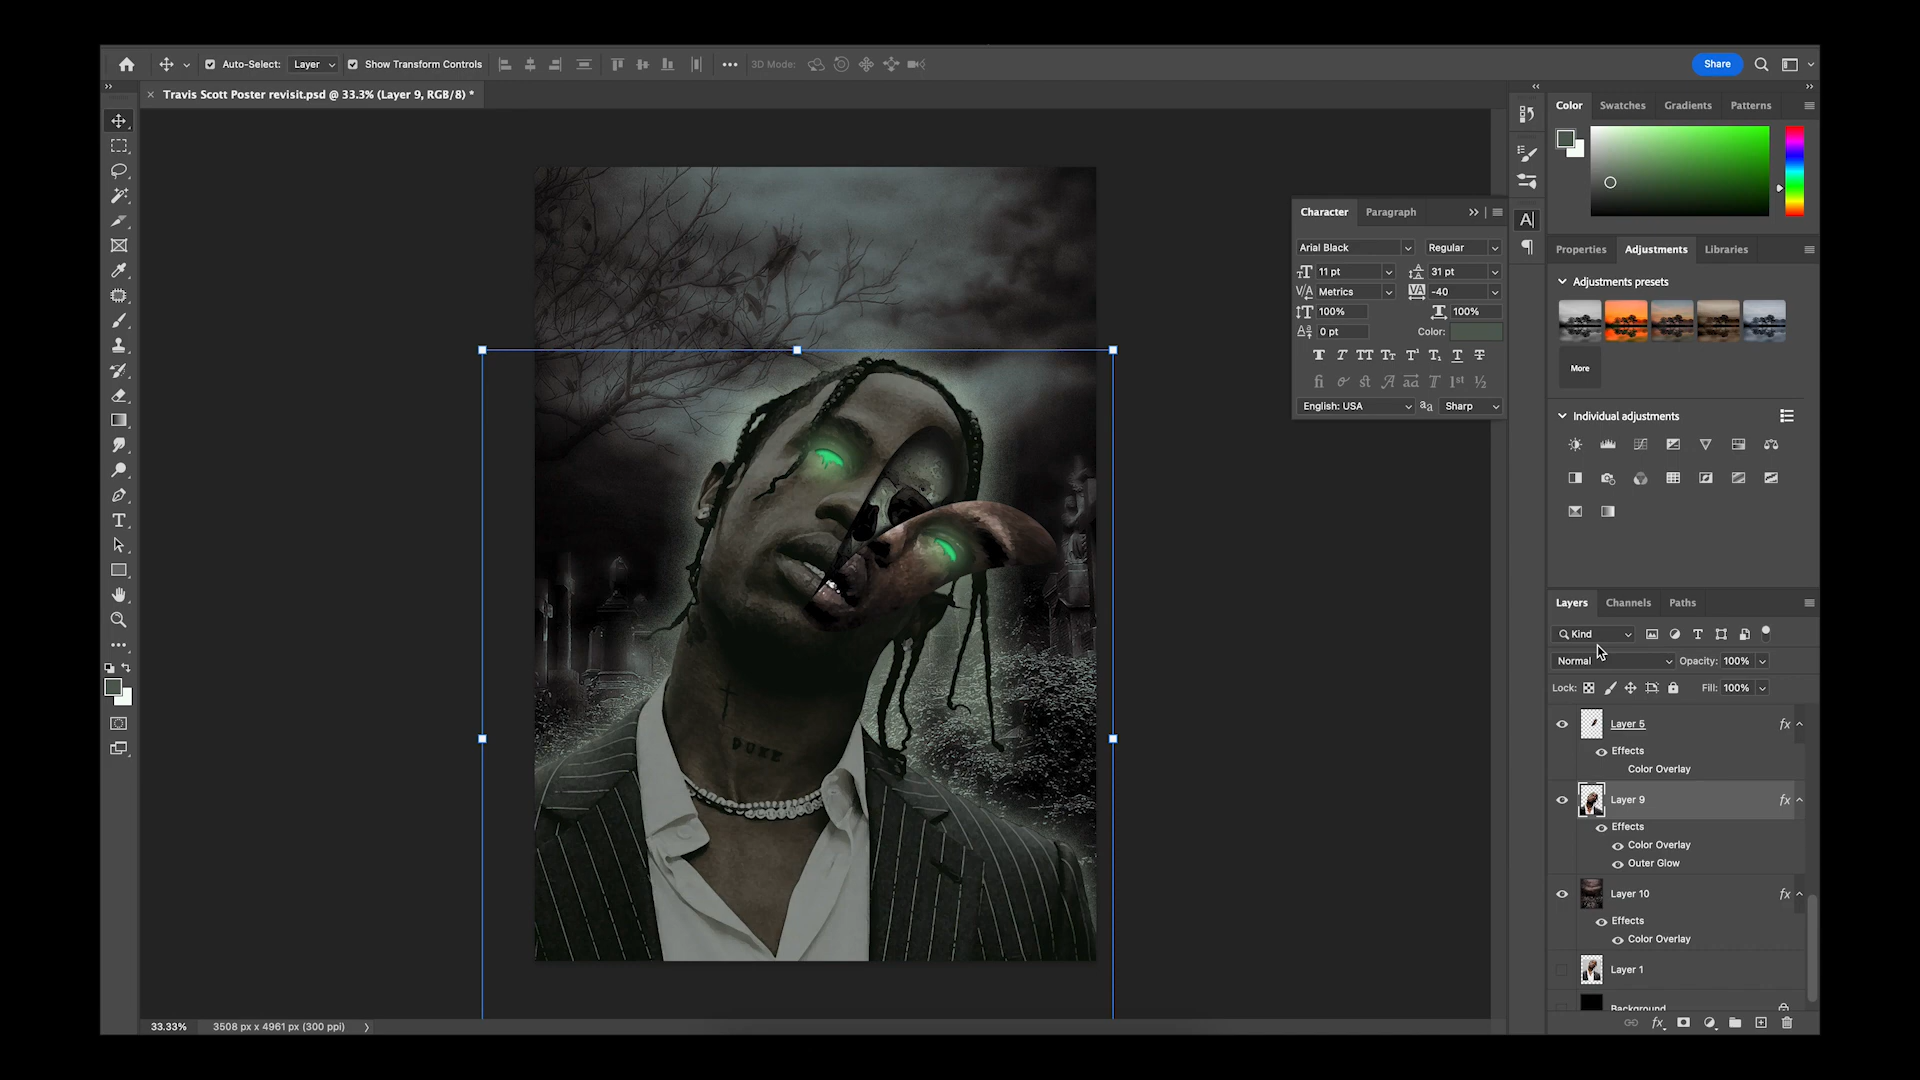 Auto-Select:
Layer
Show Transform Controls
3D Mode:
Share
Travis Scott Poster revisit.psd @ 33.3% (Layer 9, RGB/8) *
Color
Swatches
Gradients
Patterns
Character
Paragraph
Arial Black
Regular
11 pt
31 pt
Metrics
-40
100%
100%
0 pt
Color:
English: USA
Sharp
Properties
Adjustments
Libraries
Adjustments presets
More
Individual adjustments
Layers
Channels
Paths
Kind
Normal
Opacity: 100%
Lock:
Fill: 100%
Layer 5
fx
Effects
Color Overlay
Layer 9
fx
Effects
Color Overlay
Outer Glow
Layer 10
fx
Effects
Color Overlay
Layer 1
Background
fx
33.33%
3508 px x 4961 px (300 ppi)